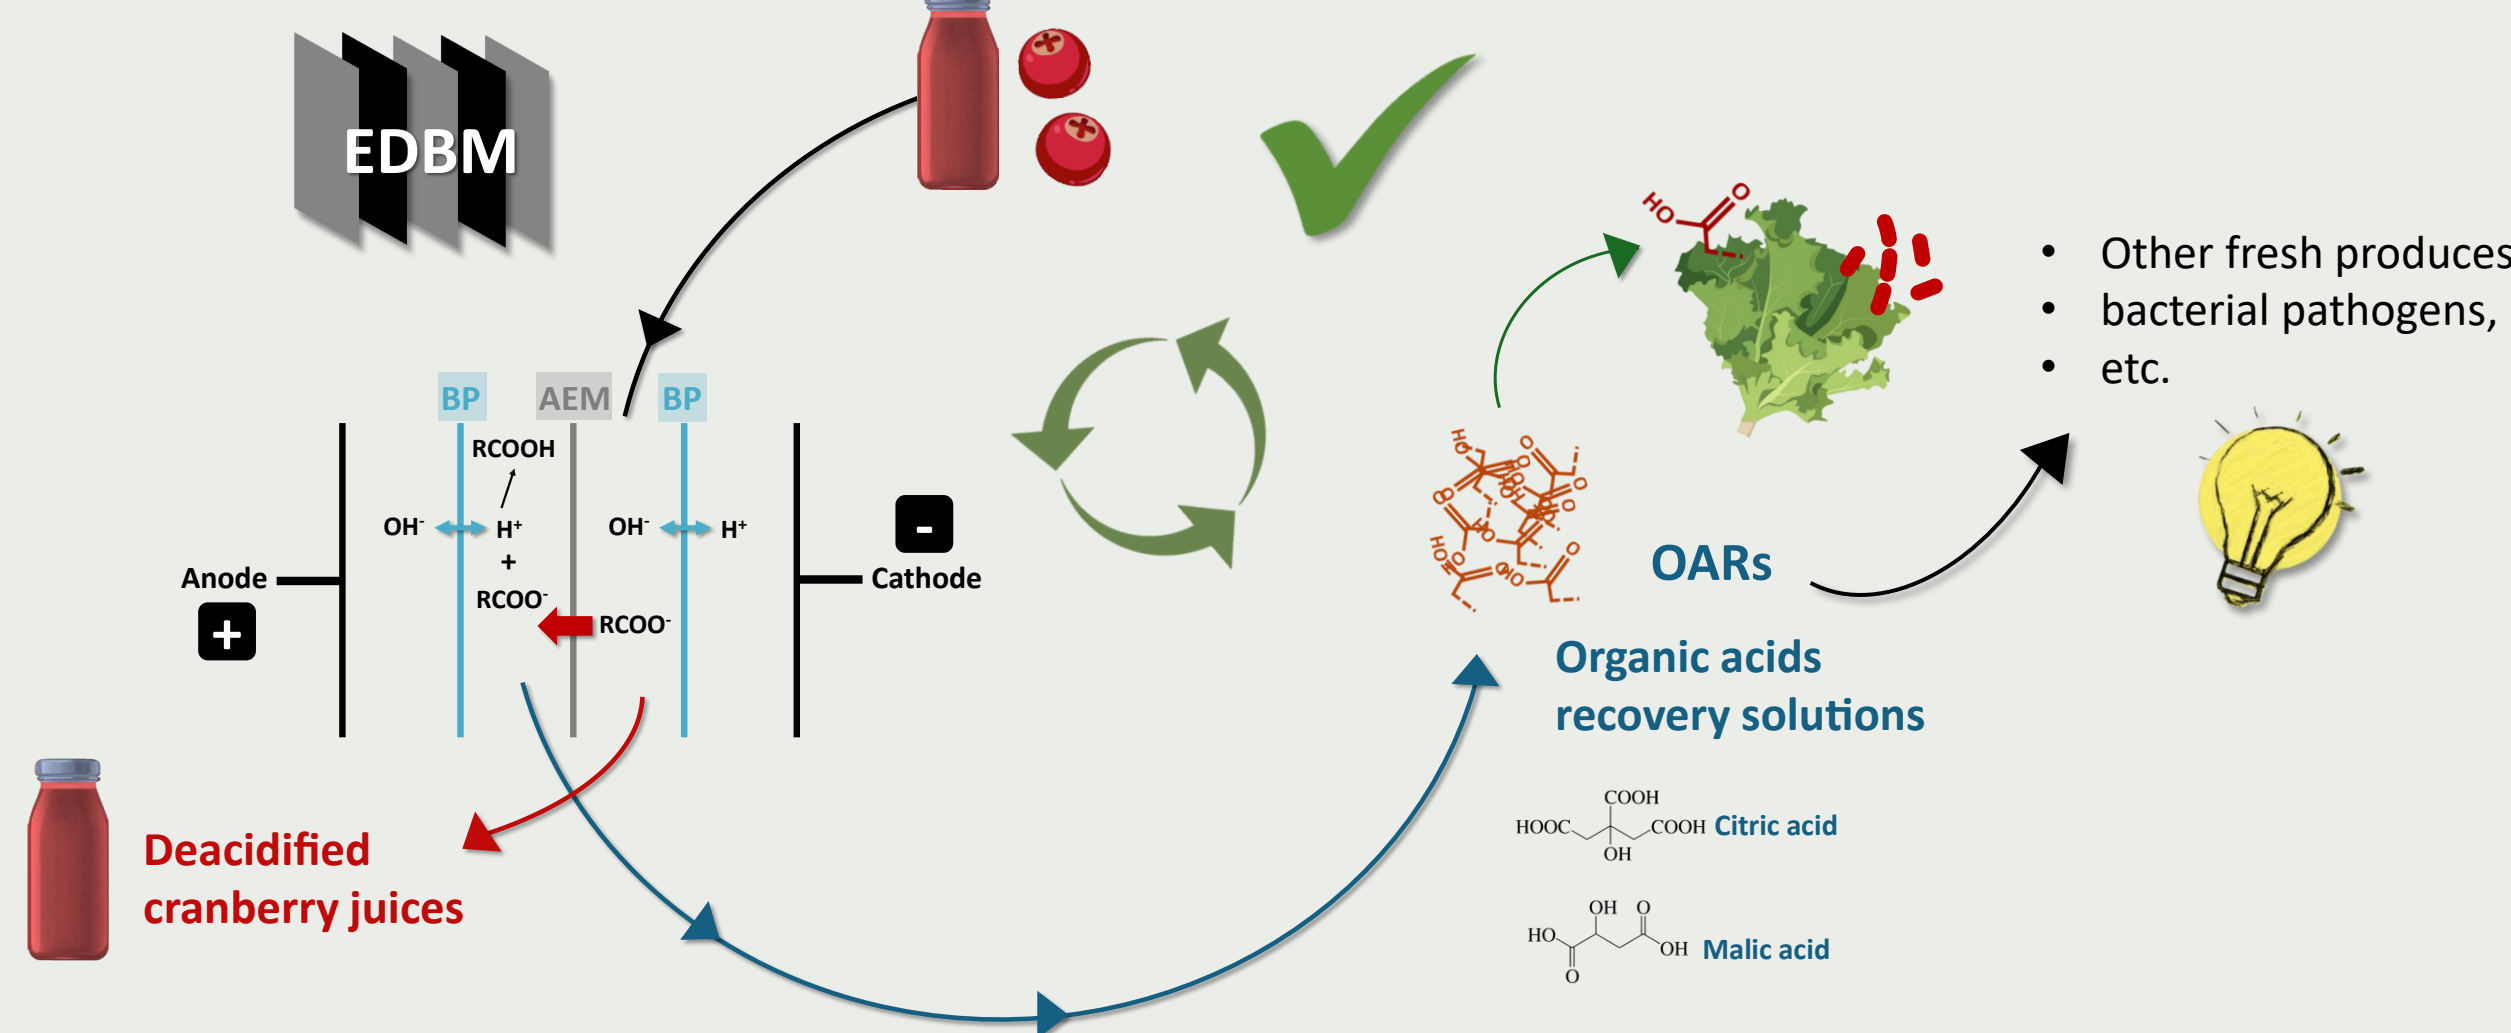 EDBM
BP
AEM
BP
RCOOH
OH-
H+
OH-
H+
+
RCOO-
RCOO-
Anode
+
-
Cathode
Deacidified
cranberry juices
HO
O
• Other fresh produces
• bacterial pathogens,
• etc.
OARs
Organic acids
recovery solutions
COOH
HOOC
COOH
Citric acid
OH
OH
O
HO
OH
Malic acid
O